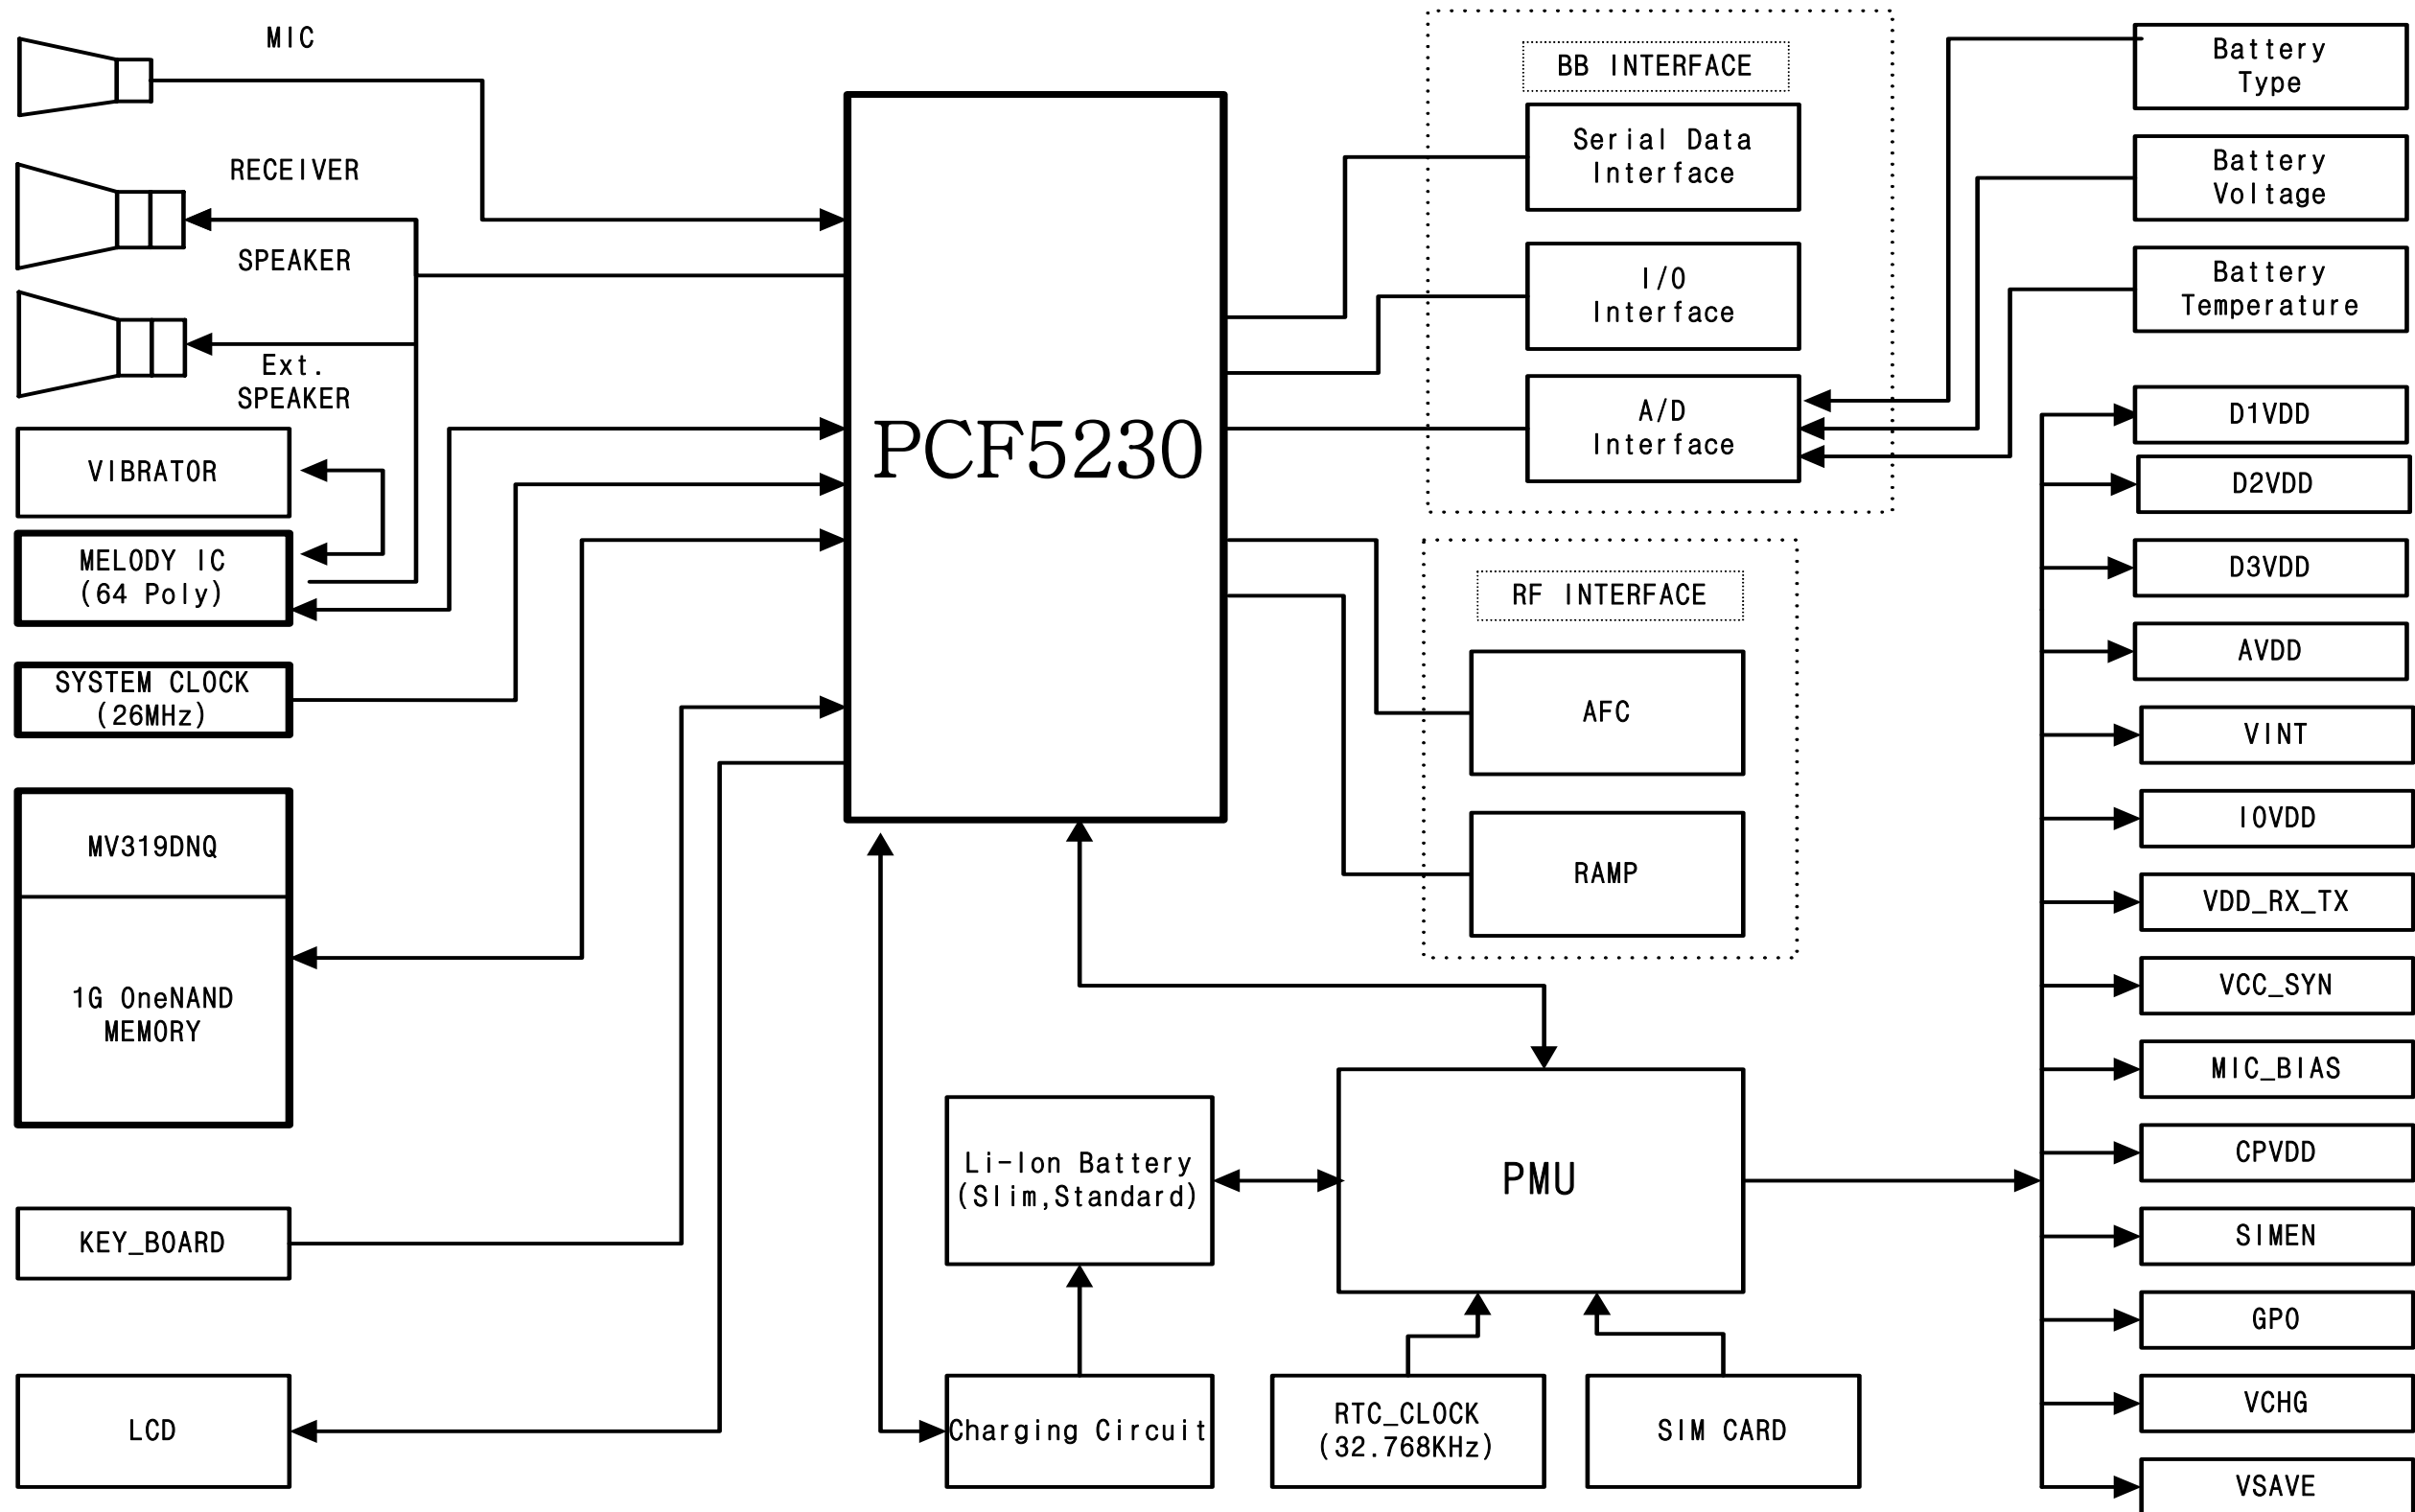 MIC
RECEIVER
SPEAKER
Ext.
SPEAKER
VIBRATOR
MELODY IC
(64 Poly)
SYSTEM CLOCK
(26MHz)
MV319DNQ
1G OneNAND
MEMORY
KEY_BOARD
LCD
PCF5230
BB INTERFACE
Serial Data
Interface
I/O
Interface
A/D
Interface
RF INTERFACE
AFC
RAMP
Li-Ion Battery
(Slim,Standard)
PMU
Charging Circuit
RTC_CLOCK
(32.768KHz)
SIM CARD
Battery
Type
Battery
Voltage
Battery
Temperature
D1VDD
D2VDD
D3VDD
AVDD
VINT
IOVDD
VDD_RX_TX
VCC_SYN
MIC_BIAS
CPVDD
SIMEN
GPO
VCHG
VSAVE